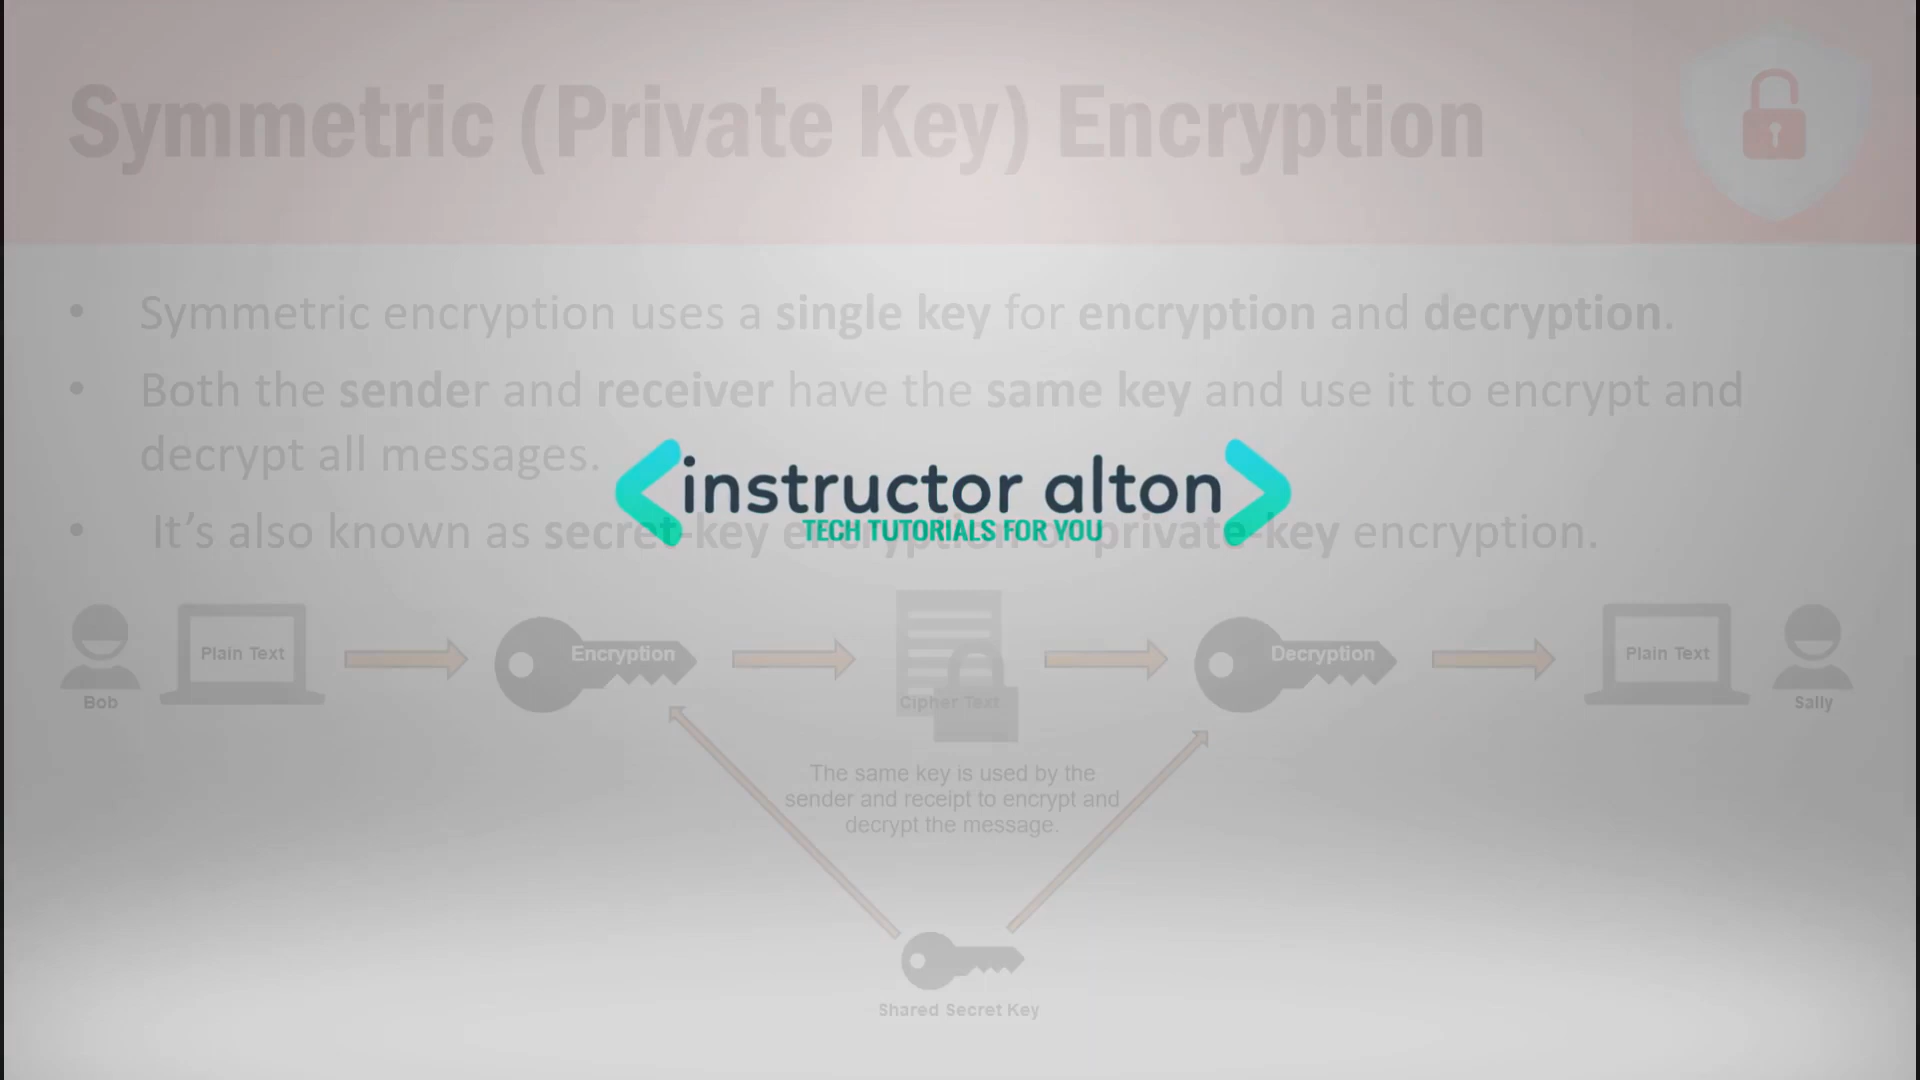 Symmetric (Private Key) Encryption
• Symmetric encryption uses a single key for encryption and decryption.
• Both the sender and receiver have the same key and use it to encrypt and
decrypt all messages.
instructor alton
TECH TUTORIALS FOR YOU
• It’s also known as secret-key encryption or private-key encryption.
Plain Text
Encryption
Decryption
Plain Text
Bob
Cipher Text
Sally
The same key is used by the
sender and receipt to encrypt and
decrypt the message.
Shared Secret Key